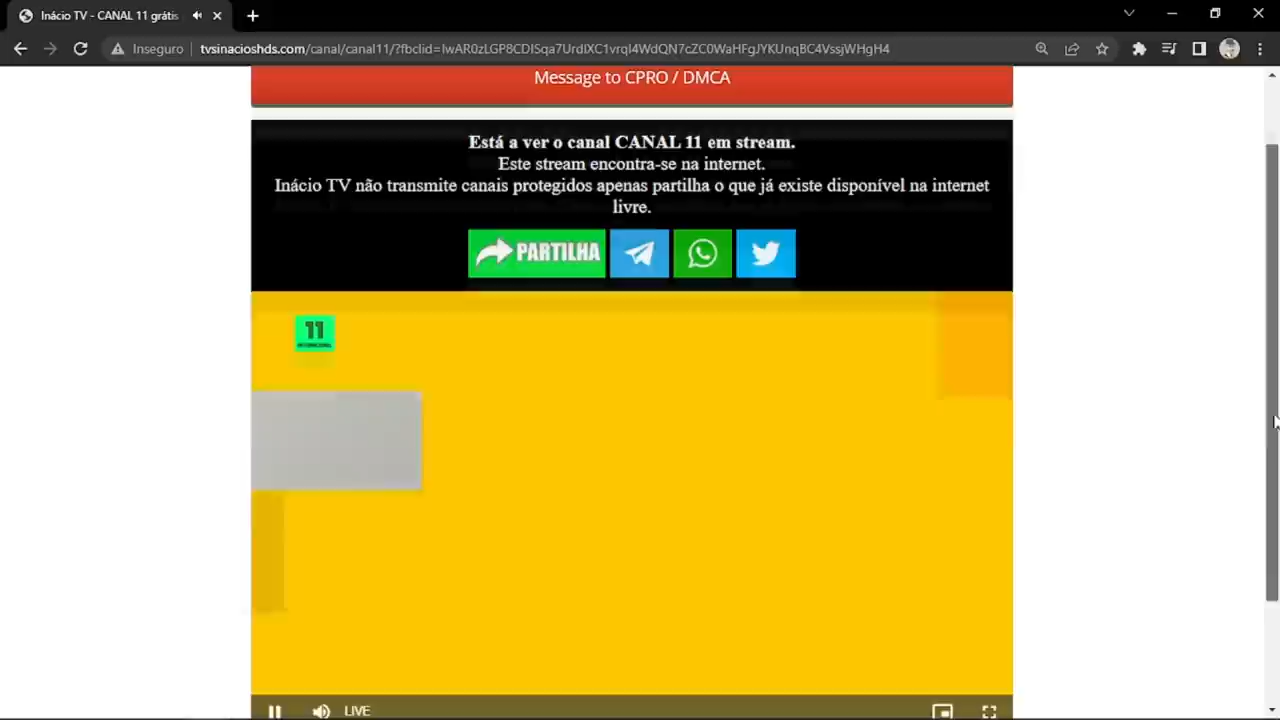 Inácio TV - CANAL 11 grátis
Inseguro
tvsinacioshds.com/canal/canal11/?fbclid=IwAR0zLGP8CDISqa7UrdIXC1vrqI4WdQN7cZC0WaHFgJYKUnqBC4VssjWHgH4
Message to CPRO / DMCA
Está a ver o canal CANAL 11 em stream.
Este stream encontra-se na internet.
Inácio TV não transmite canais protegidos apenas partilha o que já existe disponível na internet
livre.
PARTILHA
11
LIVE